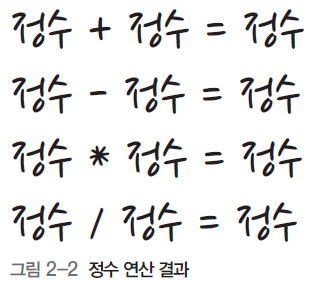 정수 + 정수 = 정수
정수 - 정수 = 정수
정수 * 정수 = 정수
정수 / 정수 = 정수
그림 2-2 정수 연산 결과